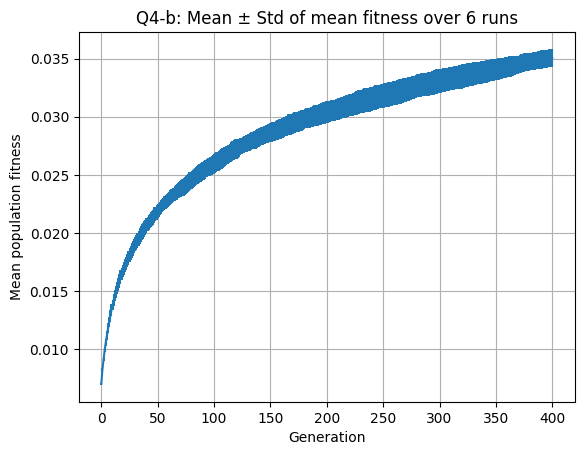 Q4-b: Mean ± Std of mean fitness over 6 runs
Mean population fitness
0.035
0.030
0.025
0.020
0.015
0.010
0 50 100 150 200 250 300 350 400
Generation